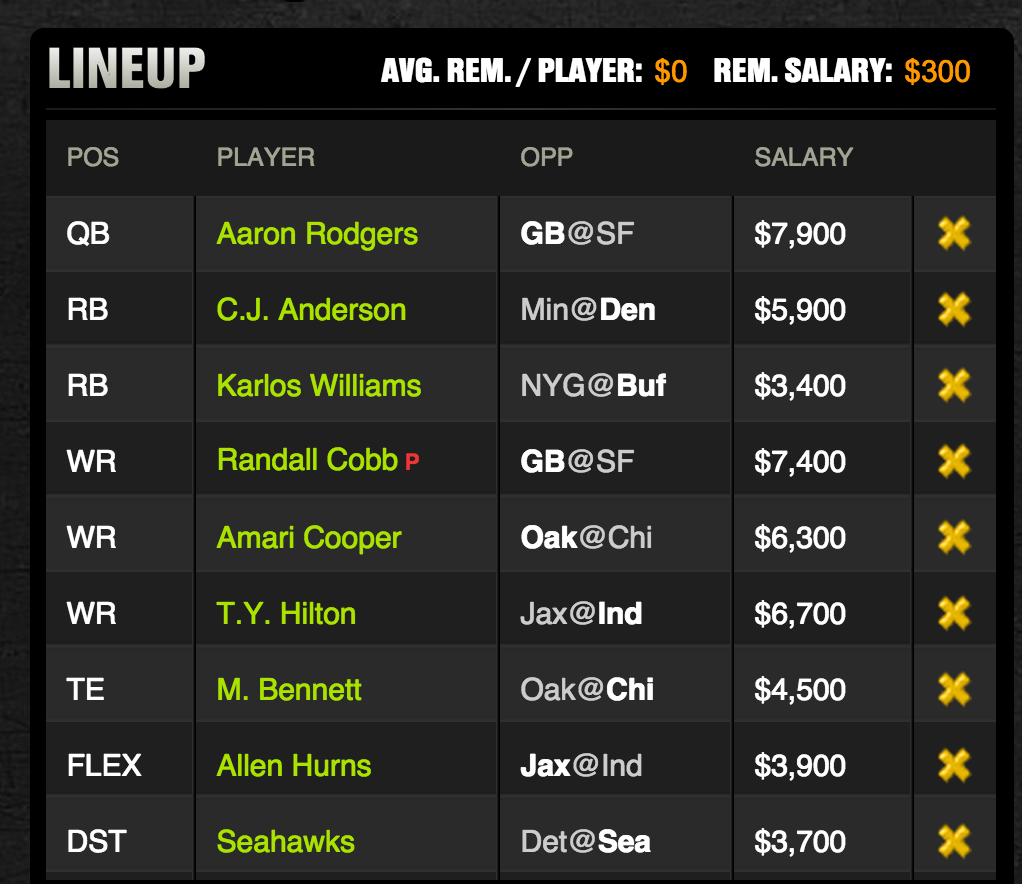 LINEUP AVG. REM. / PLAYER: $0 REM. SALARY: $300
POS PLAYER OPP SALARY
QB Aaron Rodgers GB@SF $7,900
RB C.J. Anderson Min@Den $5,900
RB Karlos Williams NYG@Buf $3,400
WR Randall Cobb P GB@SF $7,400
WR Amari Cooper Oak@Chi $6,300
WR T.Y. Hilton Jax@Ind $6,700
TE M. Bennett Oak@Chi $4,500
FLEX Allen Hurns Jax@Ind $3,900
DST Seahawks Det@Sea $3,700